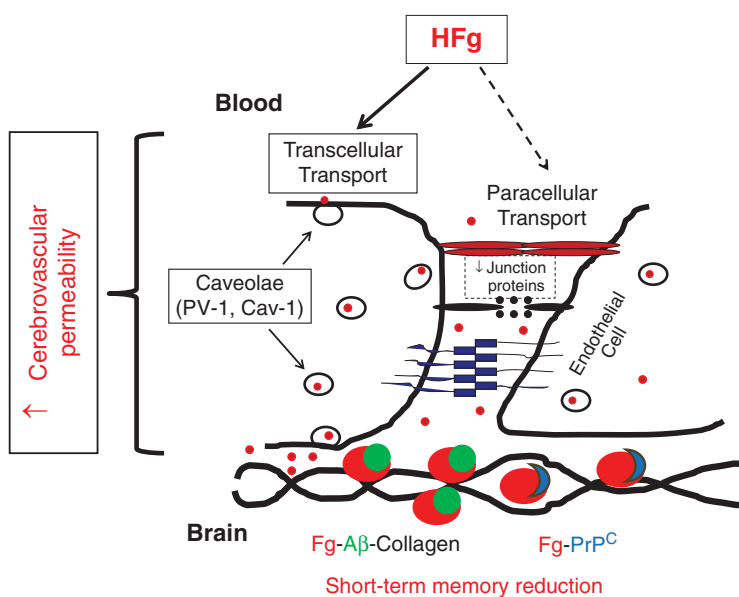 HFg
Blood
Transcellular
Transport
Paracellular
Transport
↑ Cerebrovascular
permeability
↓ Junction
proteins
Caveolae
(PV-1, Cav-1)
Endothelial
Cell
Brain
Fg-Aβ-Collagen
Fg-PrPᶜ
Short-term memory reduction